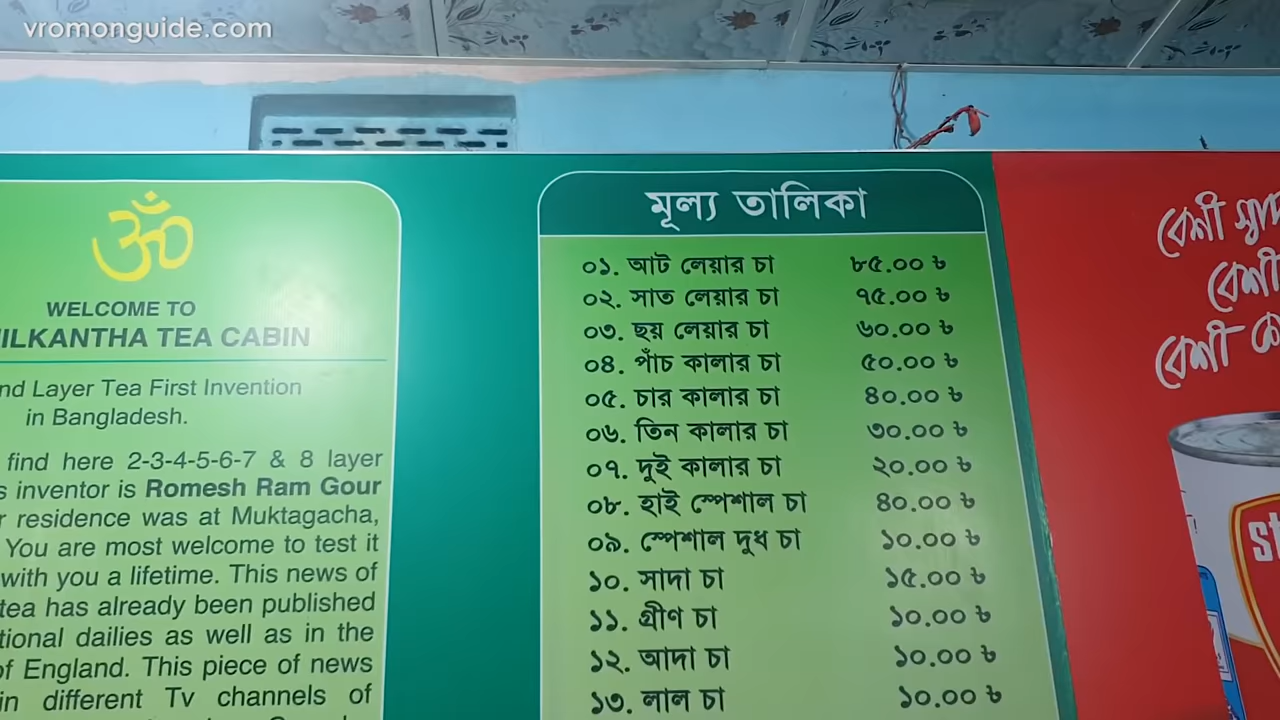 vromonguide.com
ॐ
WELCOME TO
ILKANTHA TEA CABIN
nd Layer Tea First Invention
in Bangladesh.
find here 2-3-4-5-6-7 & 8 layer
s inventor is Romesh Ram Gour
r residence was at Muktagacha,
You are most welcome to test it
with you a lifetime. This news of
tea has already been published
tional dailies as well as in the
of England. This piece of news
in different Tv channels of
মূল্য তালিকা
০১. আট লেয়ার চা ৮৫.০০ ৳
০২. সাত লেয়ার চা ৭৫.০০ ৳
০৩. ছয় লেয়ার চা ৬০.০০ ৳
০৪. পাঁচ কালার চা ৫০.০০ ৳
০৫. চার কালার চা ৪০.০০ ৳
০৬. তিন কালার চা ৩০.০০ ৳
০৭. দুই কালার চা ২০.০০ ৳
০৮. হাই স্পেশাল চা ৪০.০০ ৳
০৯. স্পেশাল দুধ চা ১০.০০ ৳
১০. সাদা চা ১৫.০০ ৳
১১. গ্রীণ চা ১০.০০ ৳
১২. আদা চা ১০.০০ ৳
১৩. লাল চা ১০.০০ ৳
বেশী
বেশী
বেশী